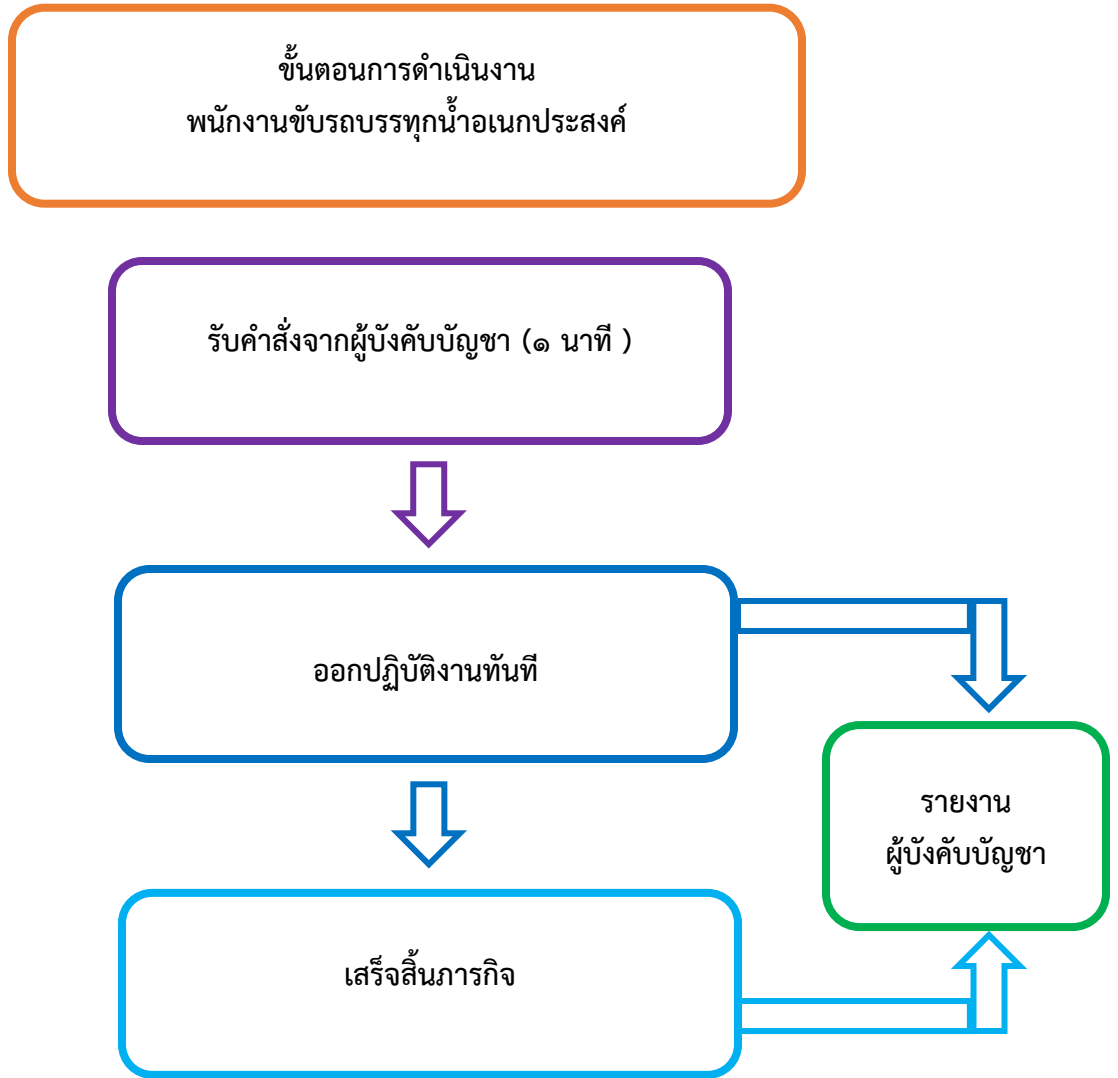 ขั้นตอนการดำเนินงาน
พนักงานขับรถบรรทุกน้ำอเนกประสงค์
รับคำสั่งจากผู้บังคับบัญชา (๑ นาที )
ออกปฏิบัติงานทันที
รายงาน
ผู้บังคับบัญชา
เสร็จสิ้นภารกิจ